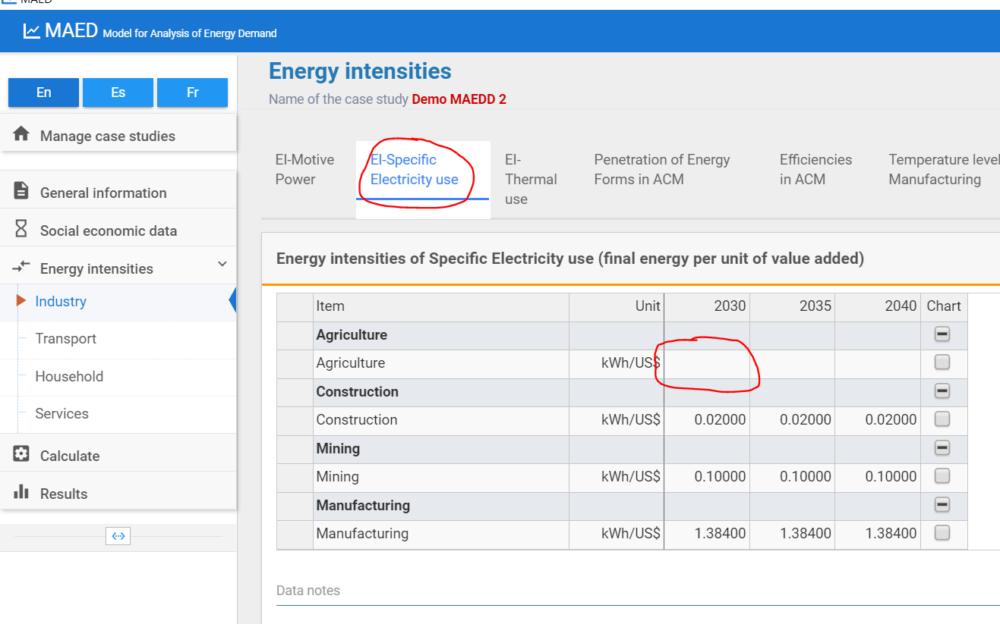 MAED
MAED Model for Analysis of Energy Demand
En Es Fr
Manage case studies
General information
Social economic data
Energy intensities
Industry
Transport
Household
Services
Calculate
Results
Energy intensities
Name of the case study Demo MAEDD 2
EI-Motive
Power
EI-Specific
Electricity use
EI-
Thermal
use
Penetration of Energy
Forms in ACM
Efficiencies
in ACM
Temperature level
Manufacturing
Energy intensities of Specific Electricity use (final energy per unit of value added)
Item Unit 2030 2035 2040 Chart
Agriculture
Agriculture kWh/US$
Construction
Construction kWh/US$ 0.02000 0.02000 0.02000
Mining
Mining kWh/US$ 0.10000 0.10000 0.10000
Manufacturing
Manufacturing kWh/US$ 1.38400 1.38400 1.38400
Data notes